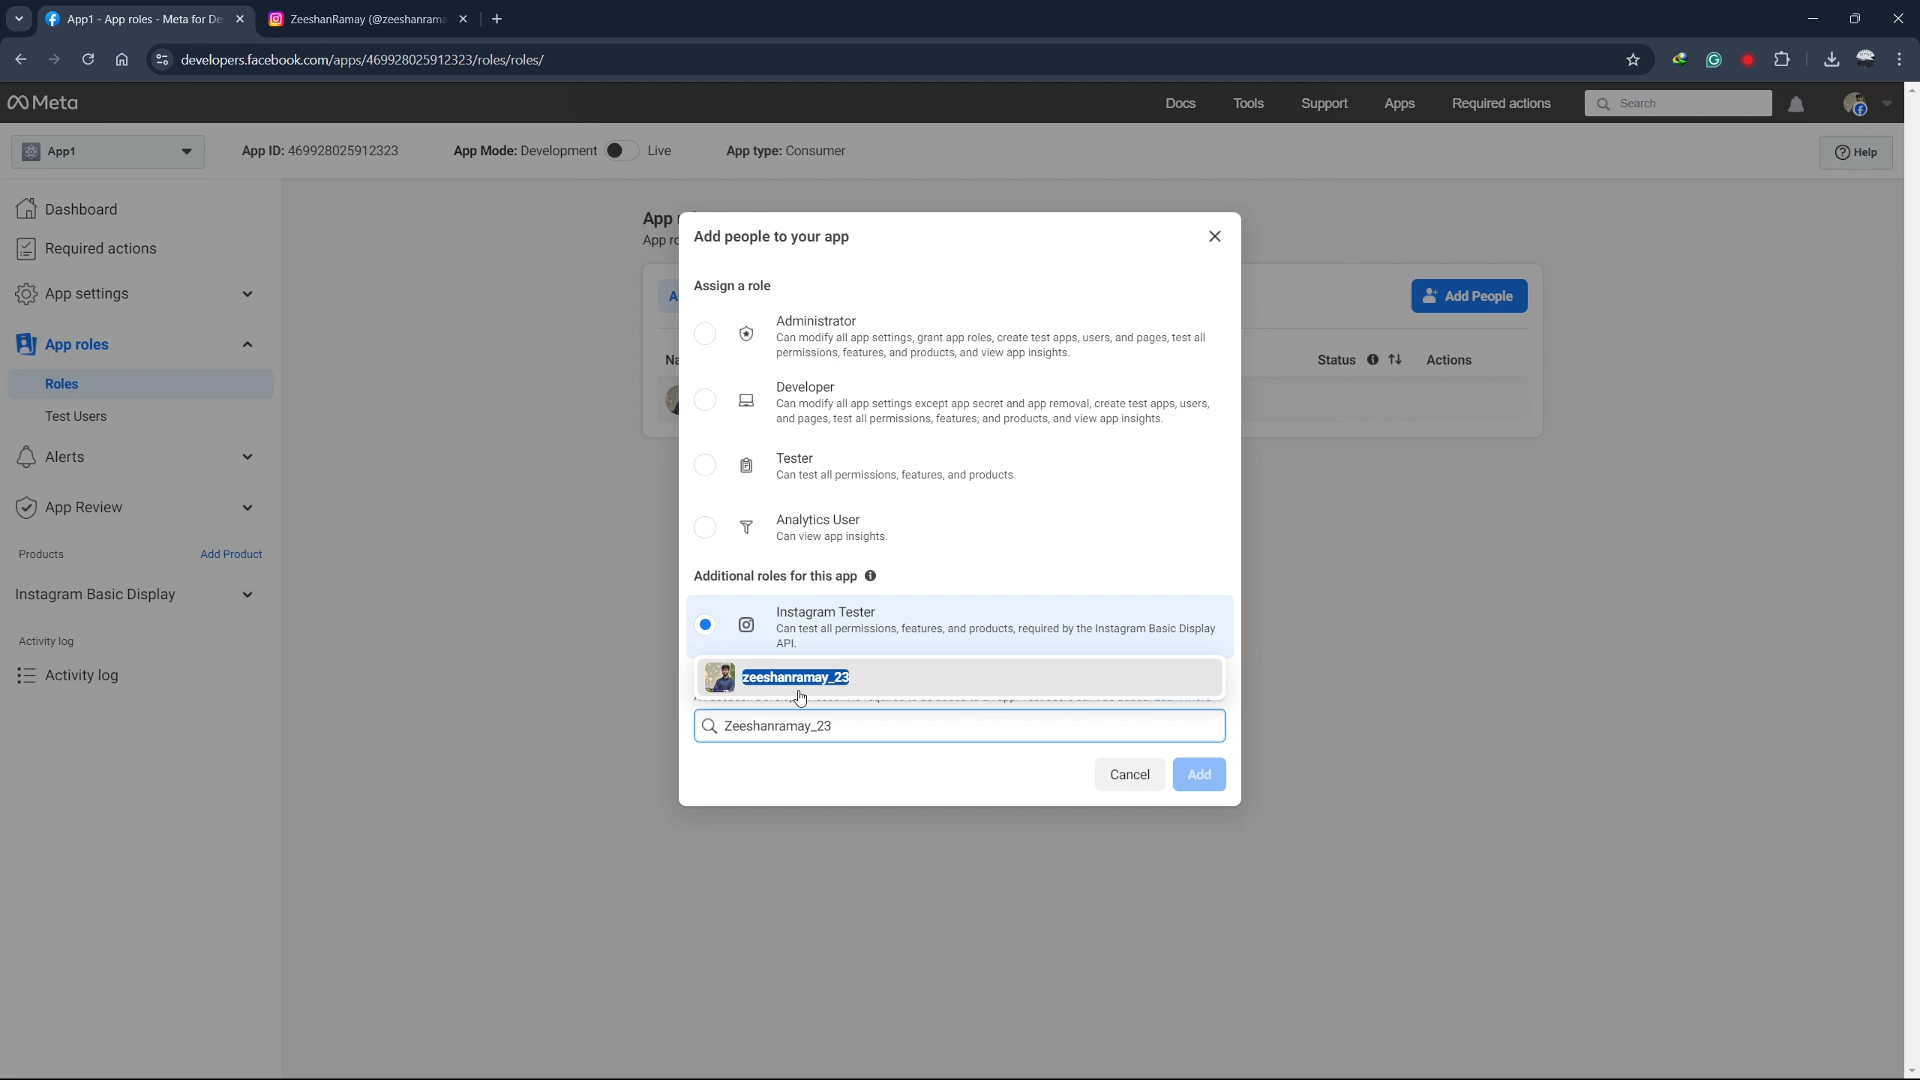 App1 - App roles - Meta for De
ZeeshanRamay (@zeeshanrama
developers.facebook.com/apps/469928025912323/roles/roles/
Meta
Docs
Tools
Support
Apps
Required actions
Search
App1
App ID: 469928025912323
App Mode: Development
Live
App type: Consumer
Help
Dashboard
Required actions
App settings
App roles
Roles
Test Users
Alerts
App Review
Products
Add Product
Instagram Basic Display
Activity log
Activity log
App r
App ro
A
Add People
Na
Status
Actions
Add people to your app
Assign a role
Administrator
Can modify all app settings, grant app roles, create test apps, users, and pages, test all
permissions, features, and products, and view app insights.
Developer
Can modify all app settings except app secret and app removal, create test apps, users,
and pages, test all permissions, features, and products, and view app insights.
Tester
Can test all permissions, features, and products.
Analytics User
Can view app insights.
Additional roles for this app
Instagram Tester
Can test all permissions, features, and products, required by the Instagram Basic Display
API.
zeeshanramay_23
Zeeshanramay_23
Cancel
Add